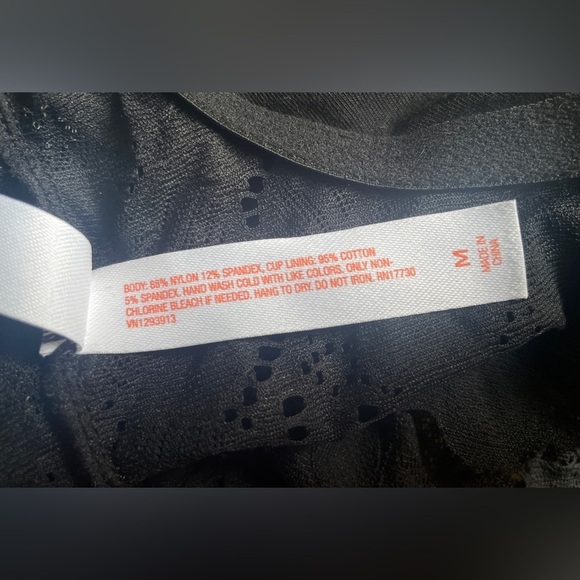 BODY: 88% NYLON 12% SPANDEX, CUP LINING: 95% COTTON
5% SPANDEX. HAND WASH COLD WITH LIKE COLORS. ONLY NON-
CHLORINE BLEACH IF NEEDED. HANG TO DRY. DO NOT IRON. RN17730
VN1293913
M
MADE IN
CHINA